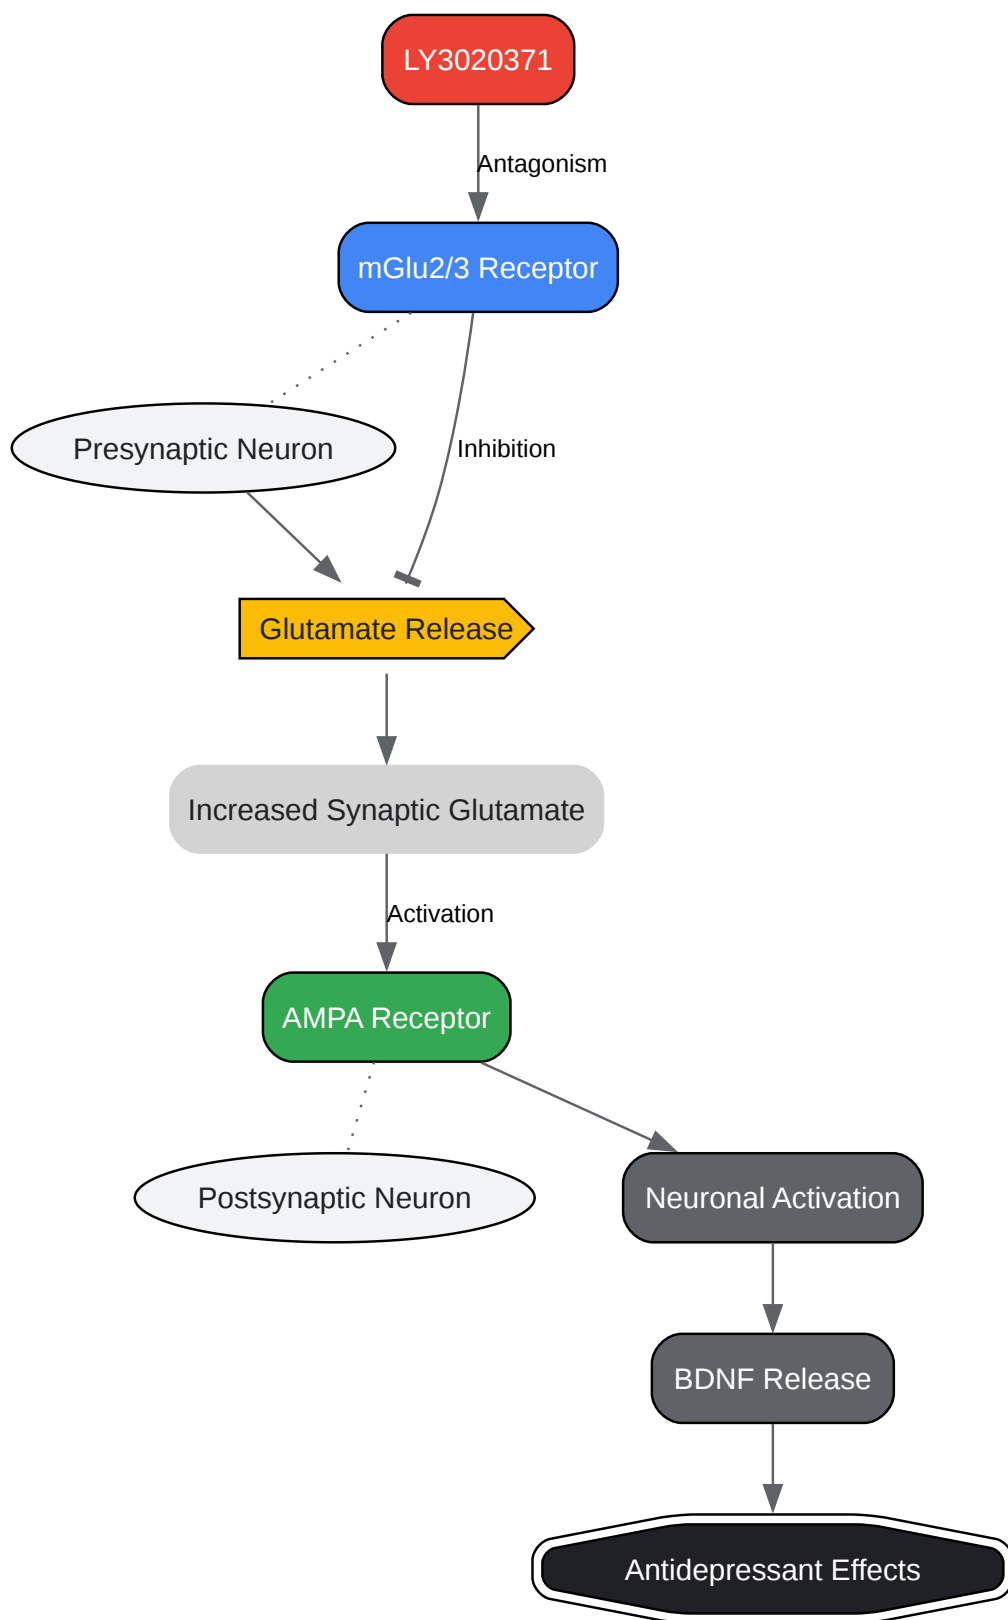 LY3020371
Antagonism
mGlu2/3 Receptor
Presynaptic Neuron
Inhibition
Glutamate Release
Increased Synaptic Glutamate
Activation
AMPA Receptor
Postsynaptic Neuron
Neuronal Activation
BDNF Release
Antidepressant Effects